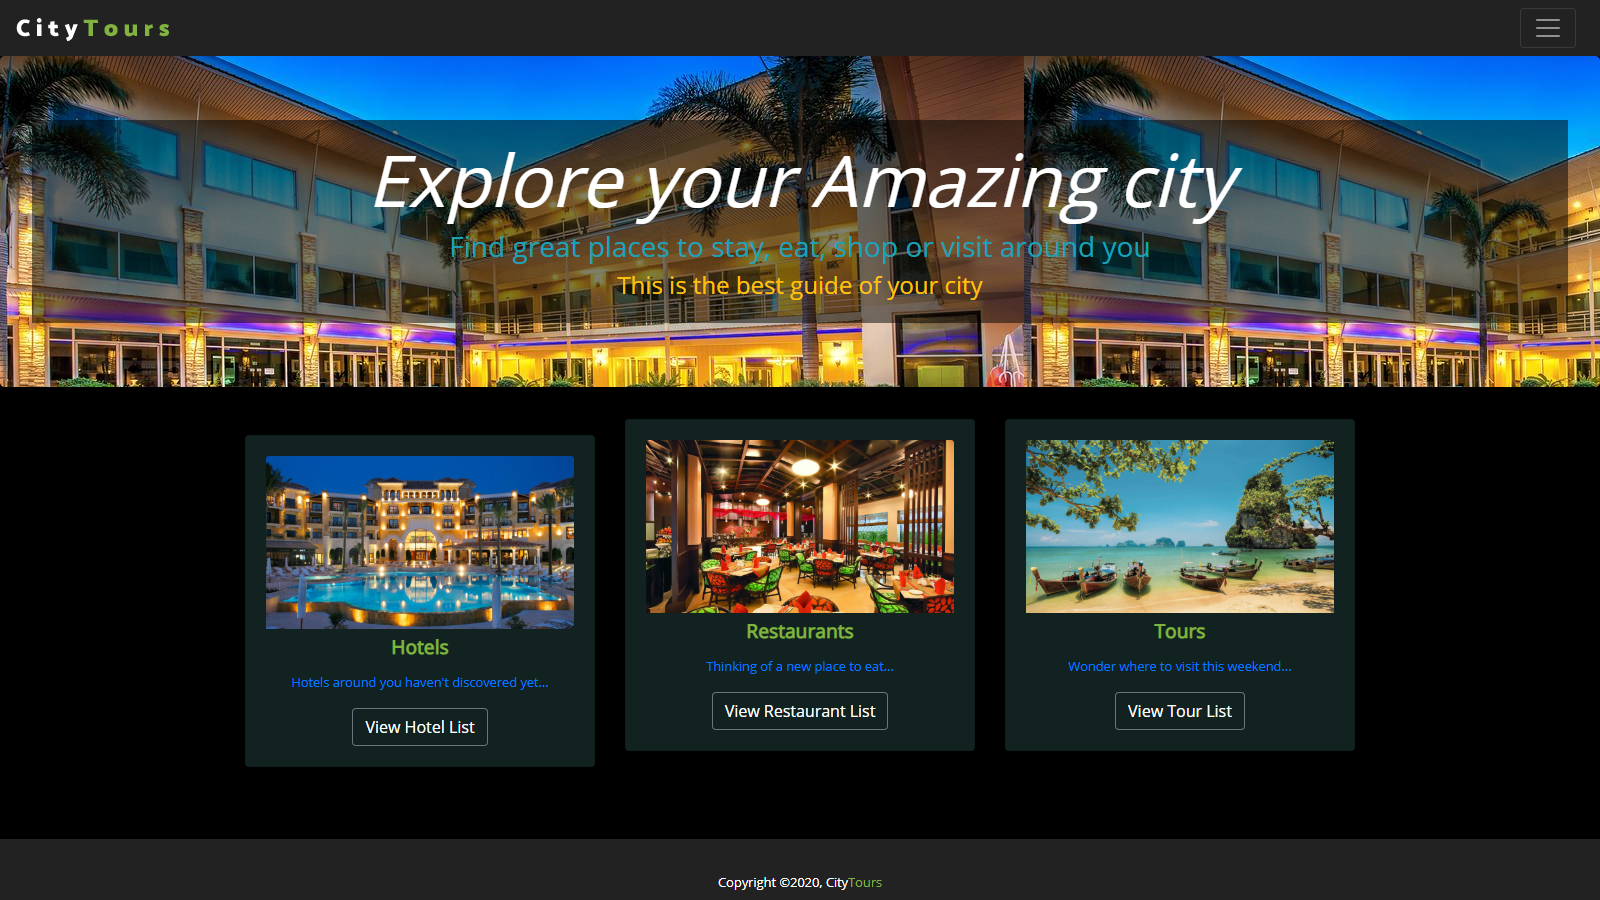 CityTours
Explore your Amazing city
Find great places to stay, eat, shop or visit around you
This is the best guide of your city
Hotels
Hotels around you haven't discovered yet...
View Hotel List
Restaurants
Thinking of a new place to eat...
View Restaurant List
Tours
Wonder where to visit this weekend...
View Tour List
Copyright ©2020, CityTours